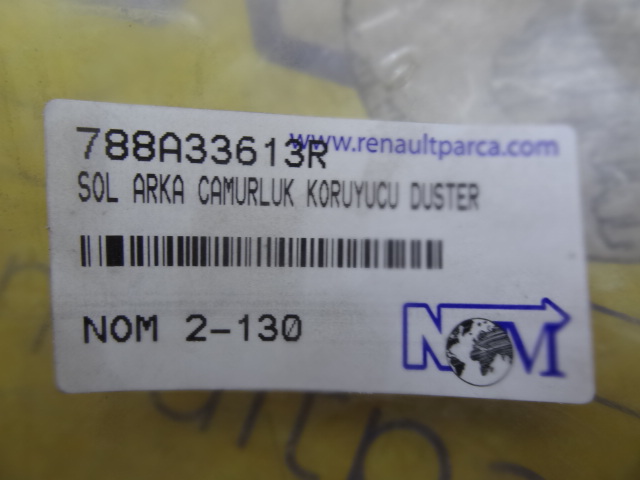 www.renaultparca.com
788A33613R
SOL ARKA CAMURLUK KORUYUCU DUSTER
NOM 2-130
NOM